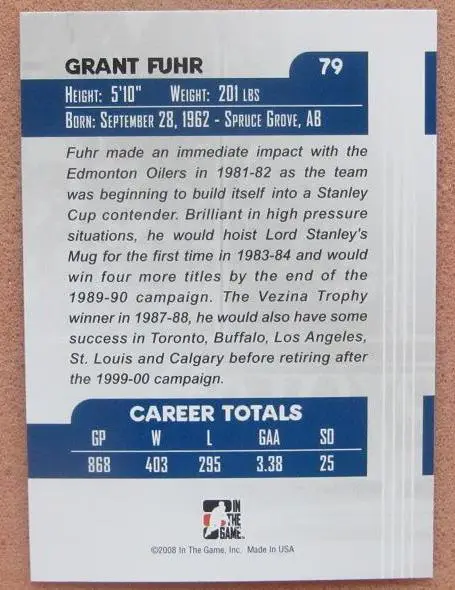 GRANT FUHR 79
HEIGHT: 5'10" WEIGHT: 201 LBS
BORN: SEPTEMBER 28, 1962 - SPRUCE GROVE, AB
Fuhr made an immediate impact with the
Edmonton Oilers in 1981-82 as the team
was beginning to build itself into a Stanley
Cup contender. Brilliant in high pressure
situations, he would hoist Lord Stanley's
Mug for the first time in 1983-84 and would
win four more titles by the end of the
1989-90 campaign. The Vezina Trophy
winner in 1987-88, he would also have some
success in Toronto, Buffalo, Los Angeles,
St. Louis and Calgary before retiring after
the 1999-00 campaign.
CAREER TOTALS
GP W L GAA SO
868 403 295 3.38 25
IN
THE
GAME
©2008 In The Game, Inc. Made In USA